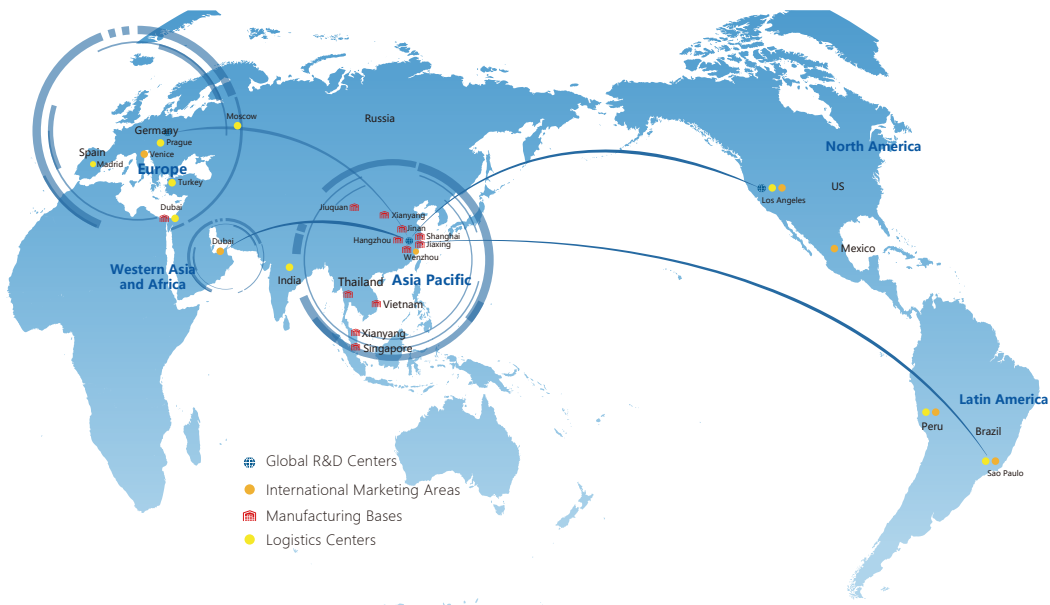 Moscow
Russia
Germany
Prague
Spain
Venice
Madrid
Europe
Turkey
Dubai
Dubai
Western Asia
and Africa
India
Jiuquan
Xianyang
Jinan
Shanghai
Hangzhou
Jiaxing
Wenzhou
Thailand
Asia Pacific
Vietnam
Xianyang
Singapore
North America
US
Los Angeles
Mexico
Latin America
Peru
Brazil
Sao Paulo
Global R&D Centers
International Marketing Areas
Manufacturing Bases
Logistics Centers